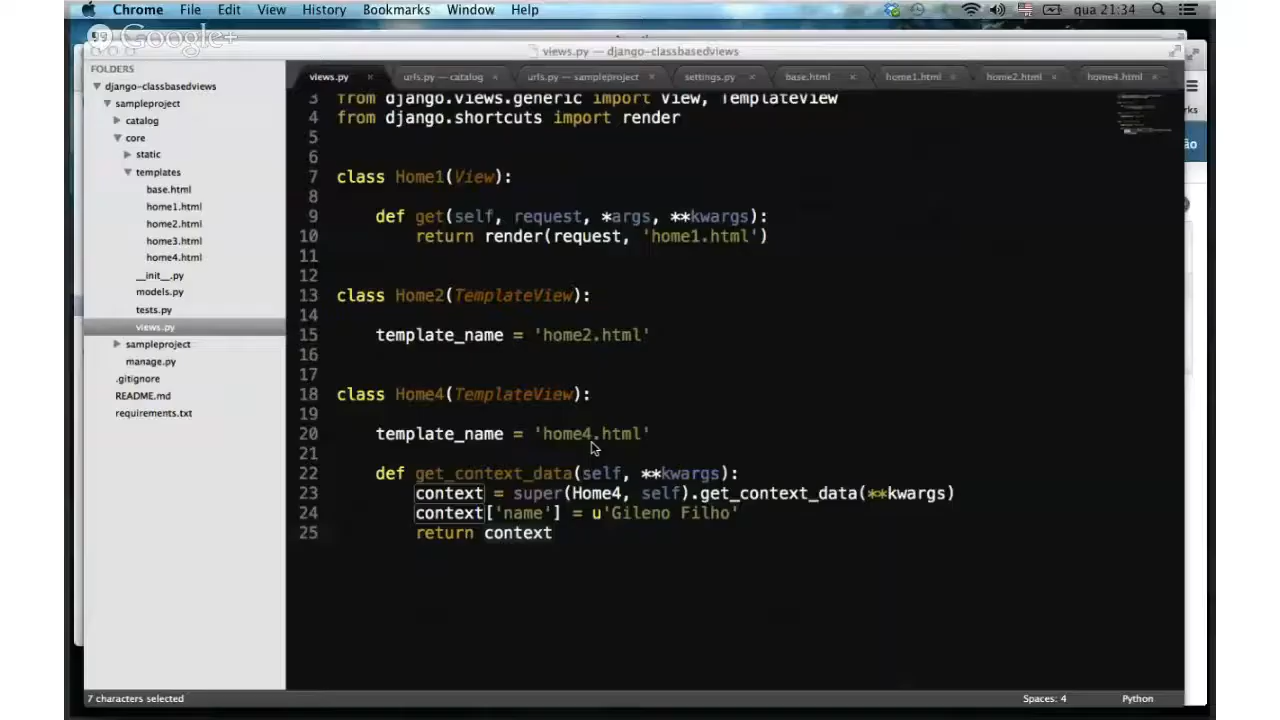 Chrome File Edit View History Bookmarks Window Help qua 21:34
Google+
views.py — django-classbasedviews
FOLDERS
django-classbasedviews
sampleproject
catalog
core
static
templates
base.html
home1.html
home2.html
home3.html
home4.html
__init__.py
models.py
tests.py
views.py
sampleproject
manage.py
.gitignore
README.md
requirements.txt
views.py × urls.py — catalog × urls.py — sampleproject × settings.py × base.html × home1.html × home2.html × home4.html ×
3 from django.views.generic import View, TemplateView
4 from django.shortcuts import render
5
6
7 class Home1(View):
8
9 def get(self, request, *args, **kwargs):
10 return render(request, 'home1.html')
11
12
13 class Home2(TemplateView):
14
15 template_name = 'home2.html'
16
17
18 class Home4(TemplateView):
19
20 template_name = 'home4.html'
21
22 def get_context_data(self, **kwargs):
23 context = super(Home4, self).get_context_data(**kwargs)
24 context['name'] = u'Gileno Filho'
25 return context
rks
ão
7 characters selected Spaces: 4 Python